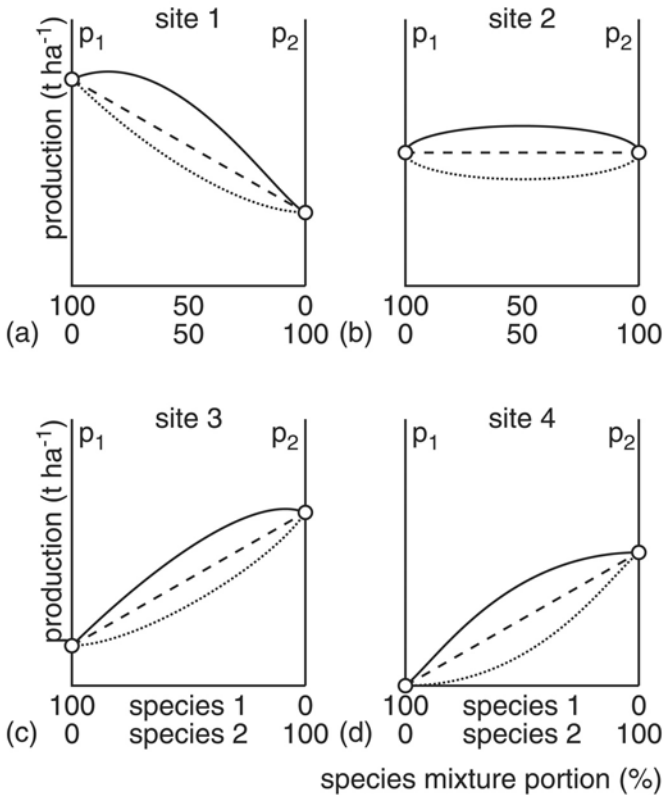 site 1
site 2
p1
p2
p1
p2
production (t ha-1)
100 50 0
100 50 0
(a) 0 50 100
(b) 0 50 100
site 3
site 4
p1
p2
p1
p2
production (t ha-1)
100 species 1 0
100 species 1 0
(c) 0 species 2 100
(d) 0 species 2 100
species mixture portion (%)